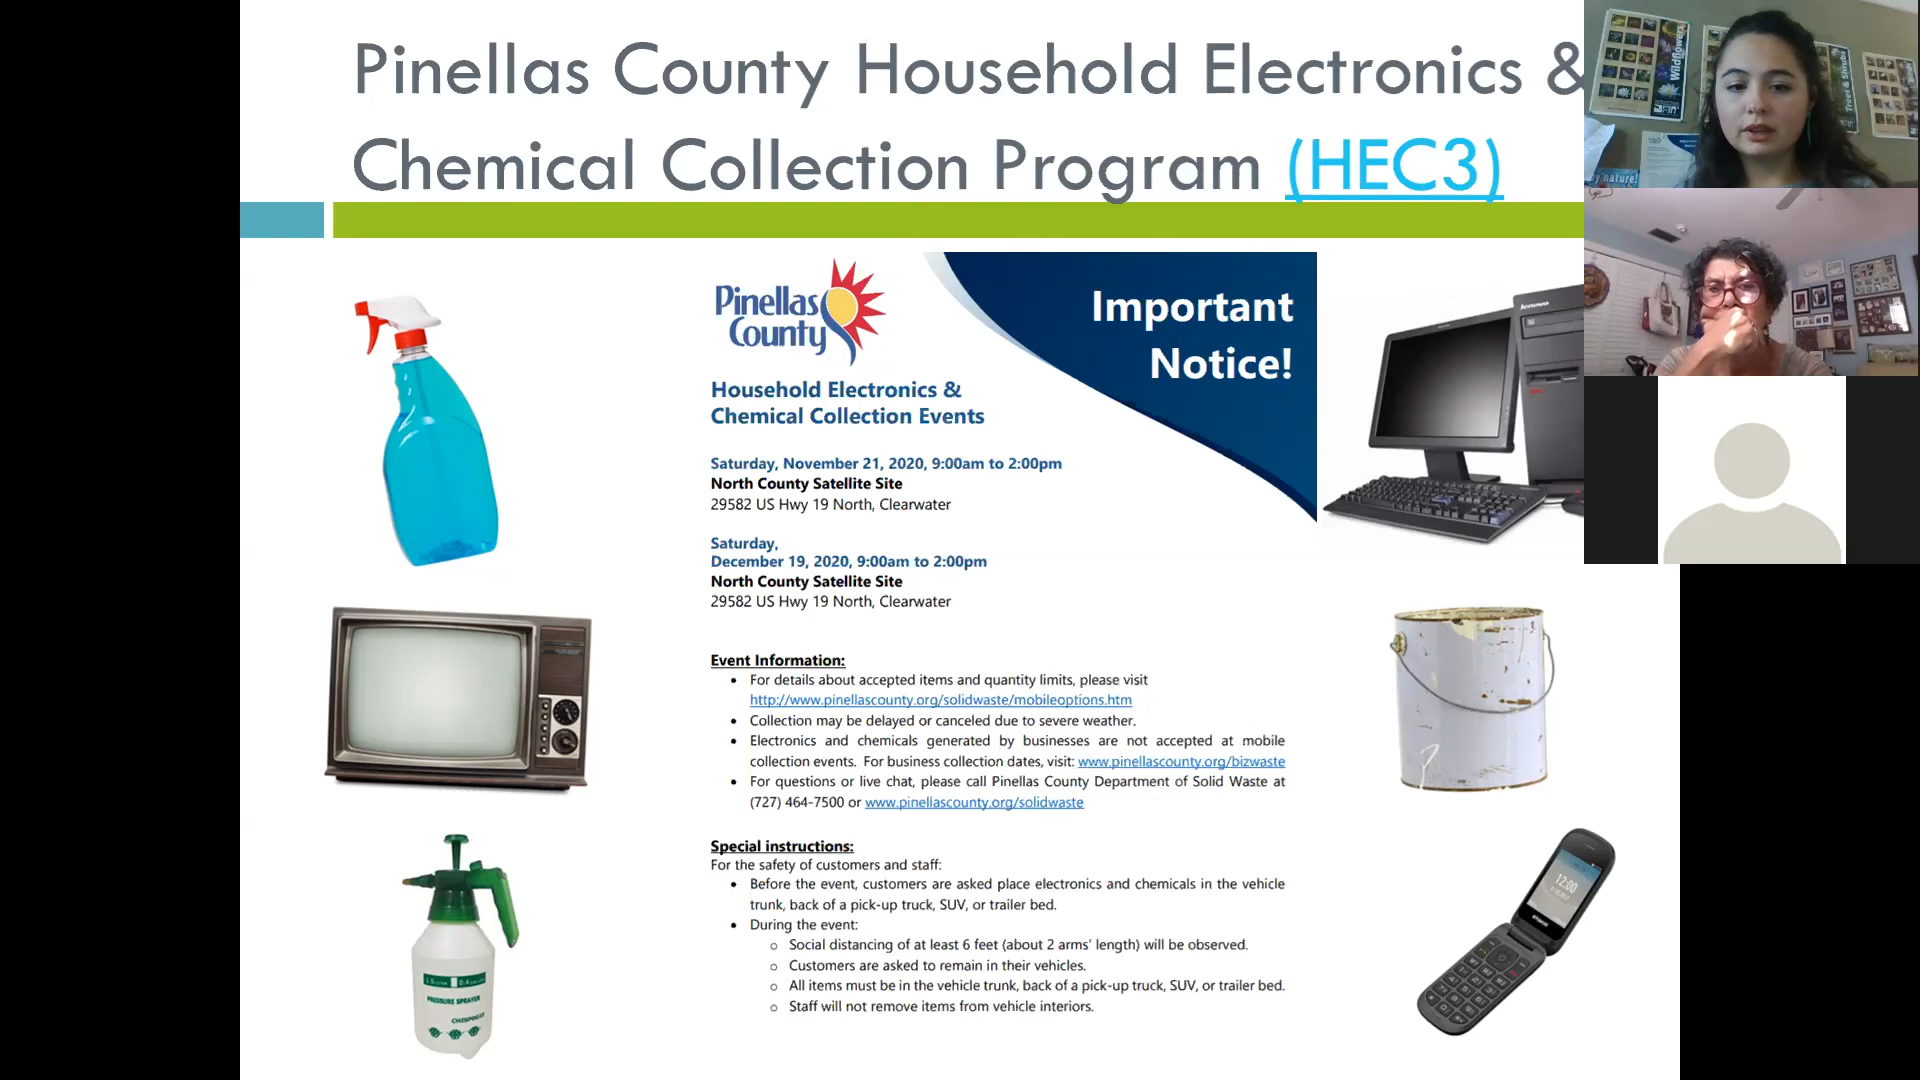 Pinellas County Household Electronics &
Chemical Collection Program (HEC3)
Pinellas
County
Important
Notice!
Household Electronics &
Chemical Collection Events
Saturday, November 21, 2020, 9:00am to 2:00pm
North County Satellite Site
29582 US Hwy 19 North, Clearwater
Saturday,
December 19, 2020, 9:00am to 2:00pm
North County Satellite Site
29582 US Hwy 19 North, Clearwater
Event Information:
• For details about accepted items and quantity limits, please visit
http://www.pinellascounty.org/solidwaste/mobileoptions.htm
• Collection may be delayed or canceled due to severe weather.
• Electronics and chemicals generated by businesses are not accepted at mobile
collection events. For business collection dates, visit: www.pinellascounty.org/bizwaste
• For questions or live chat, please call Pinellas County Department of Solid Waste at
(727) 464-7500 or www.pinellascounty.org/solidwaste
Special instructions:
For the safety of customers and staff:
• Before the event, customers are asked place electronics and chemicals in the vehicle
trunk, back of a pick-up truck, SUV, or trailer bed.
• During the event:
o Social distancing of at least 6 feet (about 2 arms' length) will be observed.
o Customers are asked to remain in their vehicles.
o All items must be in the vehicle trunk, back of a pick-up truck, SUV, or trailer bed.
o Staff will not remove items from vehicle interiors.
PRESSURE SPRAYER
12:00
lenovo
Wildflowers
Trees & Shrubs